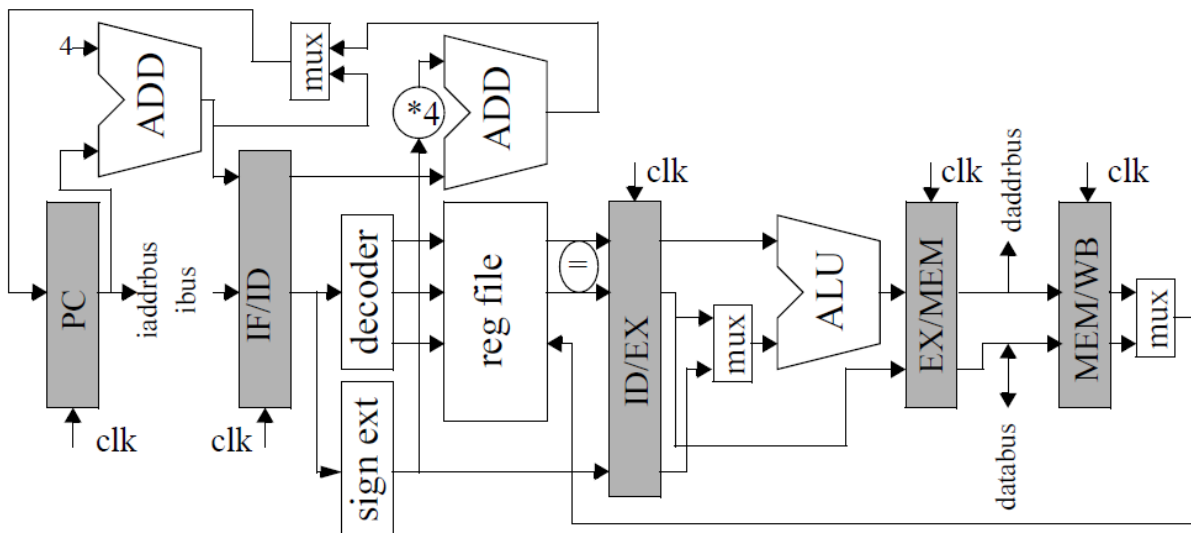 4
ADD
mux
*4
ADD
clk
clk
clk
daddrbus
PC
iaddrbus
ibus
IF/ID
decoder
reg file
=
ID/EX
mux
ALU
EX/MEM
MEM/WB
mux
clk
clk
sign ext
databus